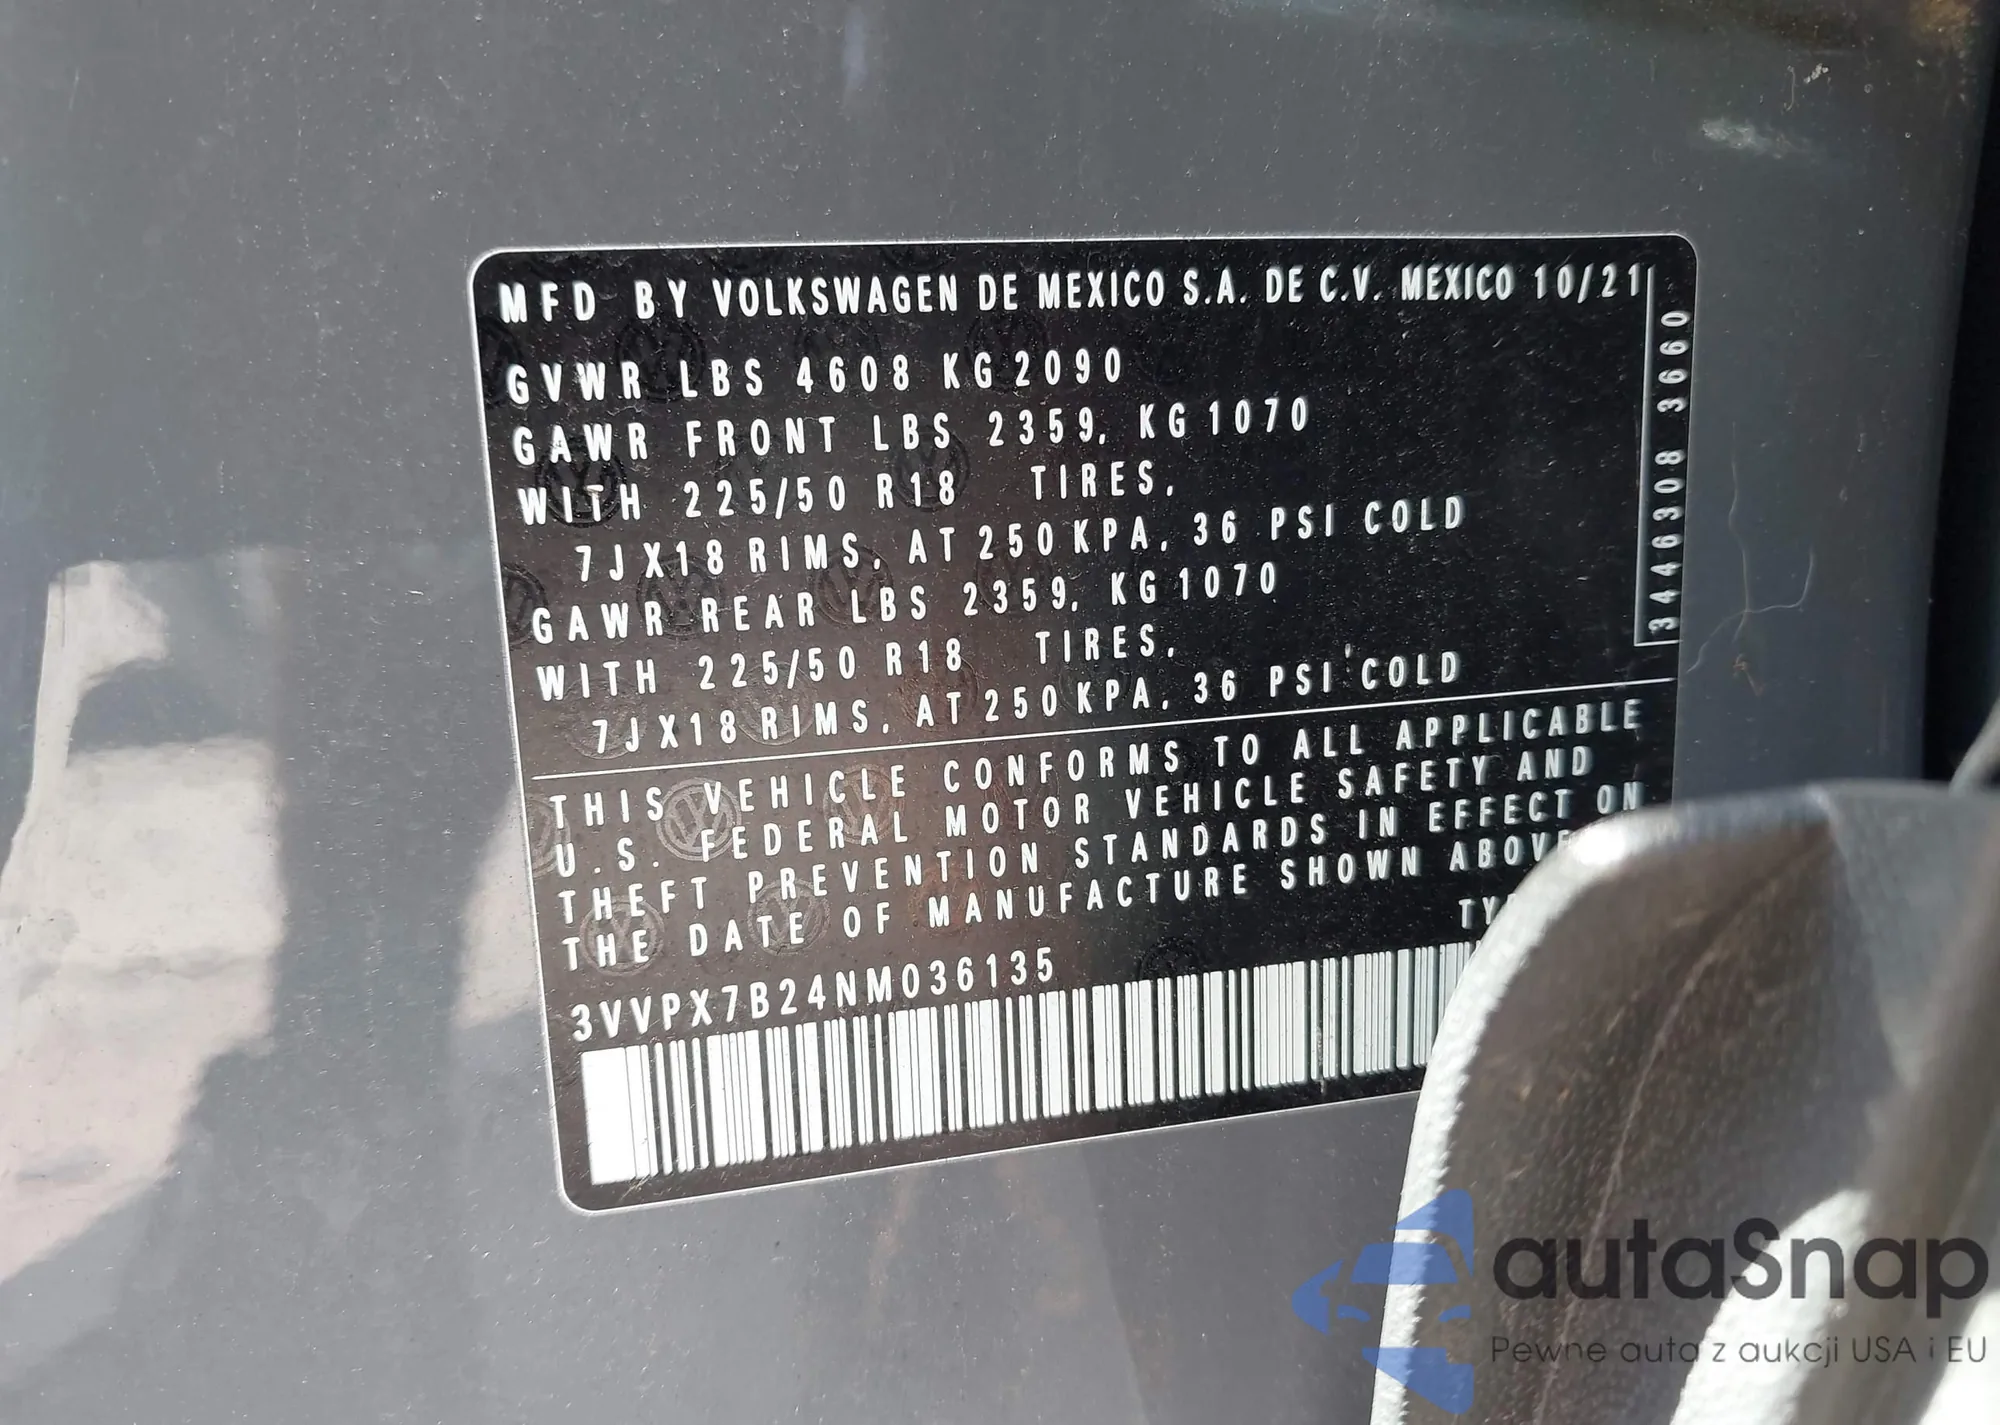 MFD BY VOLKSWAGEN DE MEXICO S.A. DE C.V. MEXICO 10/21
GVWR LBS 4608 KG 2090
GAWR FRONT LBS 2359, KG 1070
WITH 225/50 R18 TIRES,
7JX18 RIMS, AT 250 KPA, 36 PSI COLD
GAWR REAR LBS 2359, KG 1070
WITH 225/50 R18 TIRES,
7JX18 RIMS, AT 250 KPA, 36 PSI COLD
34446308 3660
THIS VEHICLE CONFORMS TO ALL APPLICABLE
U.S. FEDERAL MOTOR VEHICLE SAFETY AND
THEFT PREVENTION STANDARDS IN EFFECT ON
THE DATE OF MANUFACTURE SHOWN
3VVPX7B24NM036135
autaSnap
Pewne auta z aukcji USA i EU